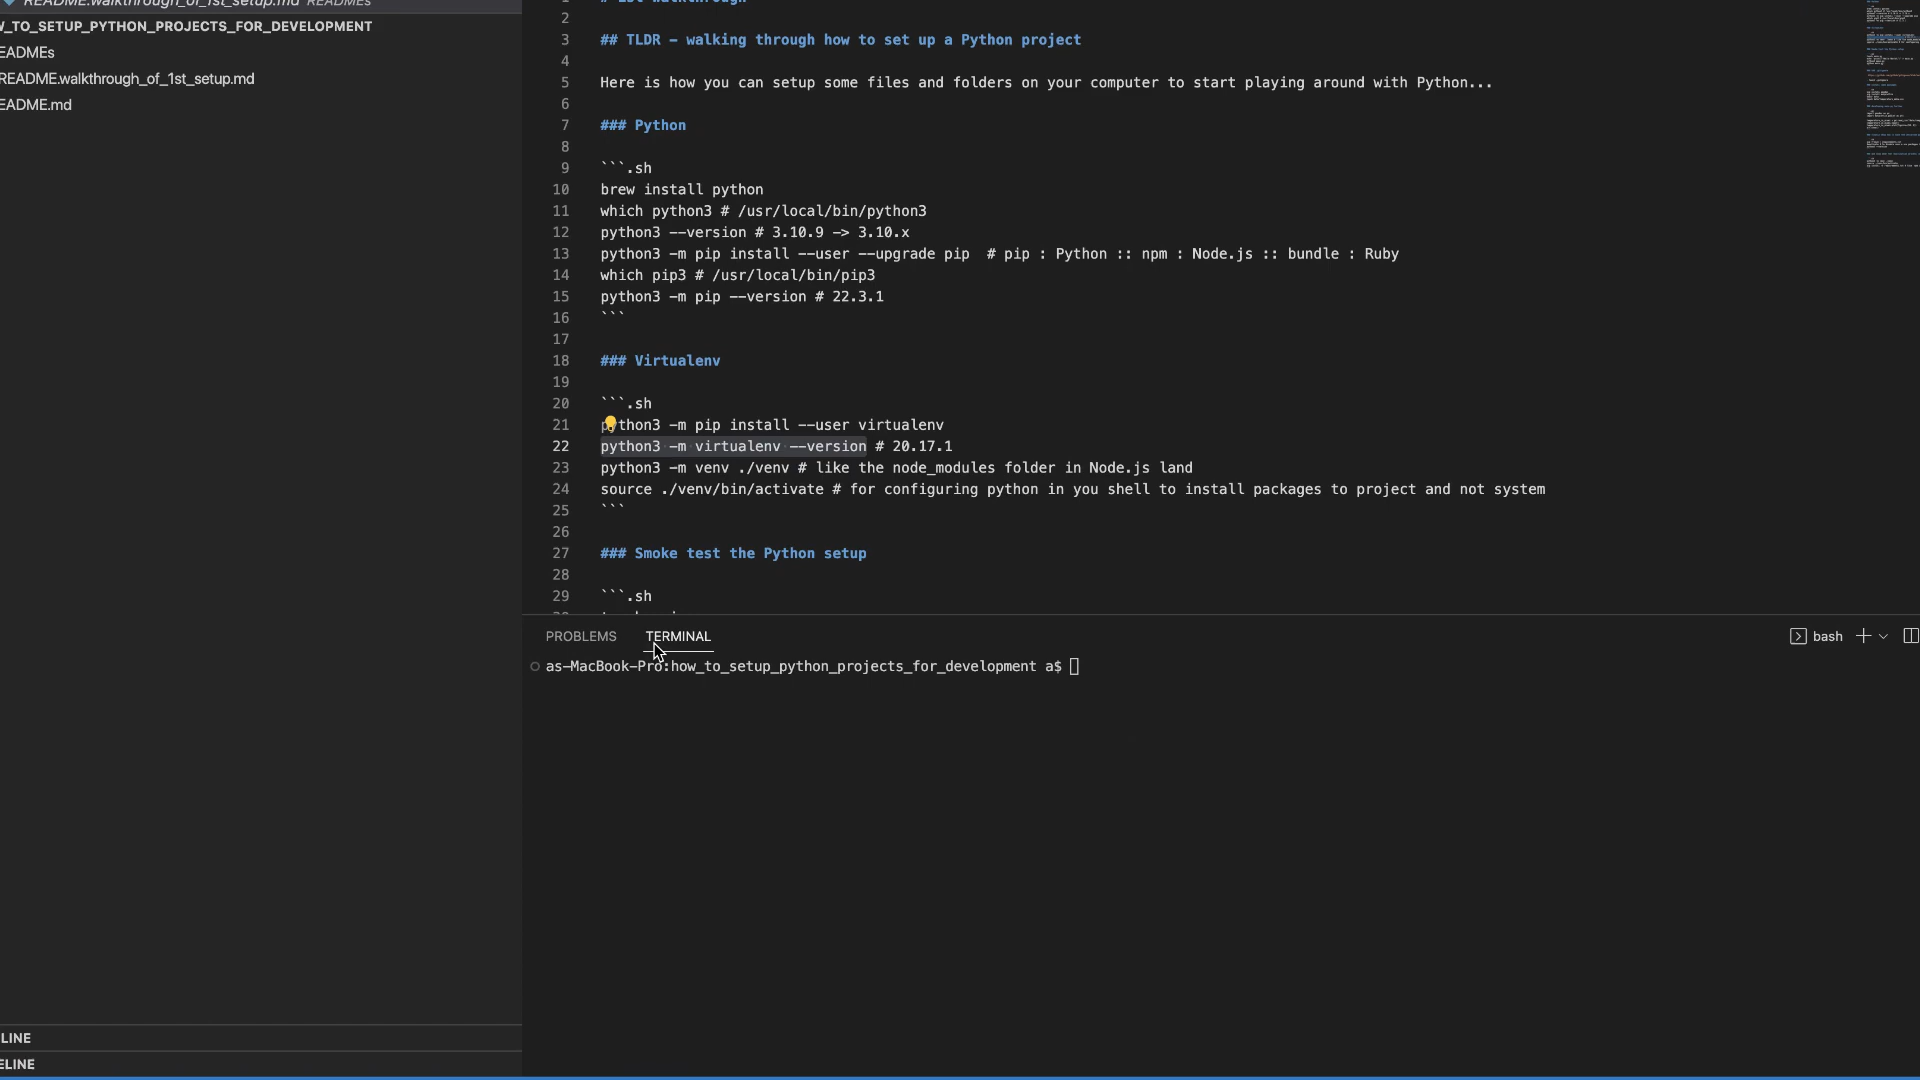 README.walkthrough_of_1st_setup.md READMEs
W_TO_SETUP_PYTHON_PROJECTS_FOR_DEVELOPMENT
EADMEs
README.walkthrough_of_1st_setup.md
EADME.md
1 # 1st walkthrough
2
3 ## TLDR - walking through how to set up a Python project
4
5 Here is how you can setup some files and folders on your computer to start playing around with Python...
6
7 ### Python
8
9 ```.sh
10 brew install python
11 which python3 # /usr/local/bin/python3
12 python3 --version # 3.10.9 -> 3.10.x
13 python3 -m pip install --user --upgrade pip  # pip : Python :: npm : Node.js :: bundle : Ruby
14 which pip3 # /usr/local/bin/pip3
15 python3 -m pip --version # 22.3.1
16 ```
17
18 ### Virtualenv
19
20 ```.sh
21 python3 -m pip install --user virtualenv
22 python3 -m virtualenv --version # 20.17.1
23 python3 -m venv ./venv # like the node_modules folder in Node.js land
24 source ./venv/bin/activate # for configuring python in you shell to install packages to project and not system
25 ```
26
27 ### Smoke test the Python setup
28
29 ```.sh
PROBLEMS TERMINAL bash
as-MacBook-Pro:how_to_setup_python_projects_for_development a$
LINE
ELINE